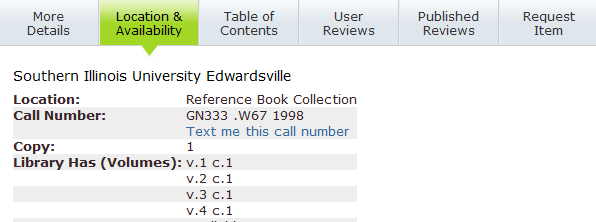 More Details
Location & Availability
Table of Contents
User Reviews
Published Reviews
Request Item
Southern Illinois University Edwardsville
Location: Reference Book Collection
Call Number: GN333 .W67 1998
Text me this call number
Copy: 1
Library Has (Volumes): v.1 c.1
v.2 c.1
v.3 c.1
v.4 c.1